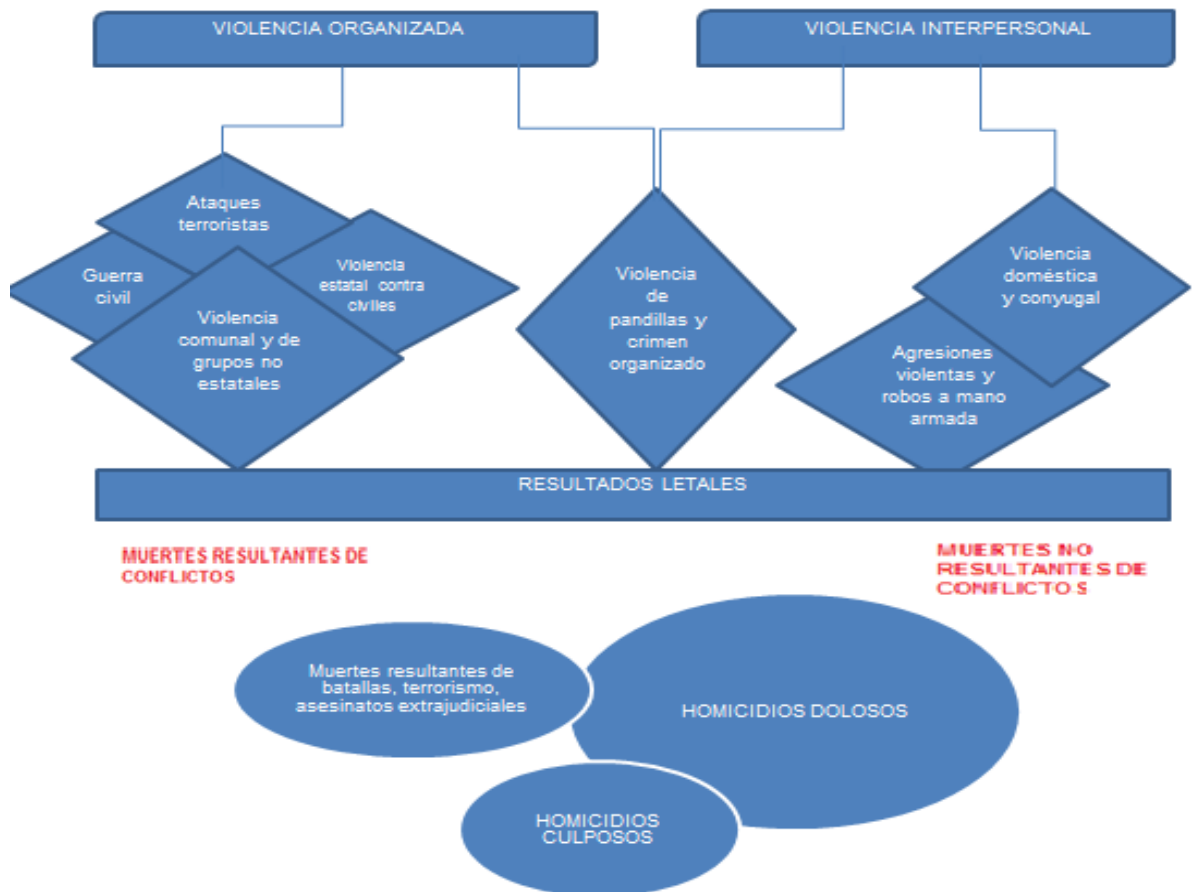 VIOLENCIA ORGANIZADA
VIOLENCIA INTERPERSONAL
Ataques
terroristas
Guerra
civil
Violencia
estatal contra
civiles
Violencia
comunal y de
grupos no
estatales
Violencia
de
pandillas y
crimen
organizado
Violencia
doméstica
y conyugal
Agresiones
violentas y
robos a mano
armada
RESULTADOS LETALES
MUERTES RESULTANTES DE
CONFLICTOS
MUERTES NO
RESULTANTES DE
CONFLICTOS
Muertes resultantes de
batallas, terrorismo,
asesinatos extrajudiciales
HOMICIDIOS DOLOSOS
HOMICIDIOS
CULPOSOS